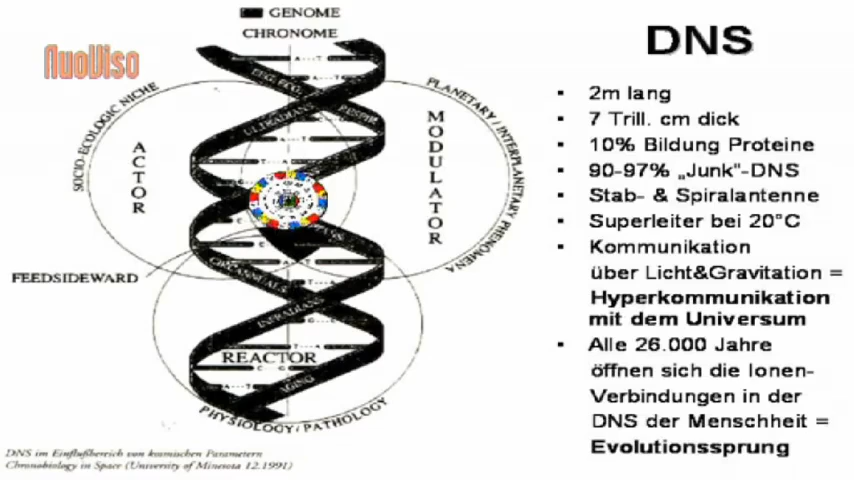 GENOME
CHRONOME
NuoViso
DNS
2m lang
7 Trill. cm dick
10% Bildung Proteine
90-97% „Junk“-DNS
Stab- & Spiralantenne
Superleiter bei 20°C
Kommunikation
über Licht&Gravitation =
Hyperkommunikation
mit dem Universum
Alle 26.000 Jahre
öffnen sich die Ionen-
Verbindungen in der
DNS der Menschheit =
Evolutionssprung
SOCIO-ECOLOGIC NICHE
ACTOR
PLANETARY / INTERPLANETARY PHENOMENA
MODULATOR
ULTRADIANS
FEEDSIDEWARD
INFRADIANS
REACTOR
AGING
PHYSIOLOGY / PATHOLOGY
DNS im Einflußbereich von kosmischen Parametern
Chronobiology in Space (University of Minesota 12.1991)